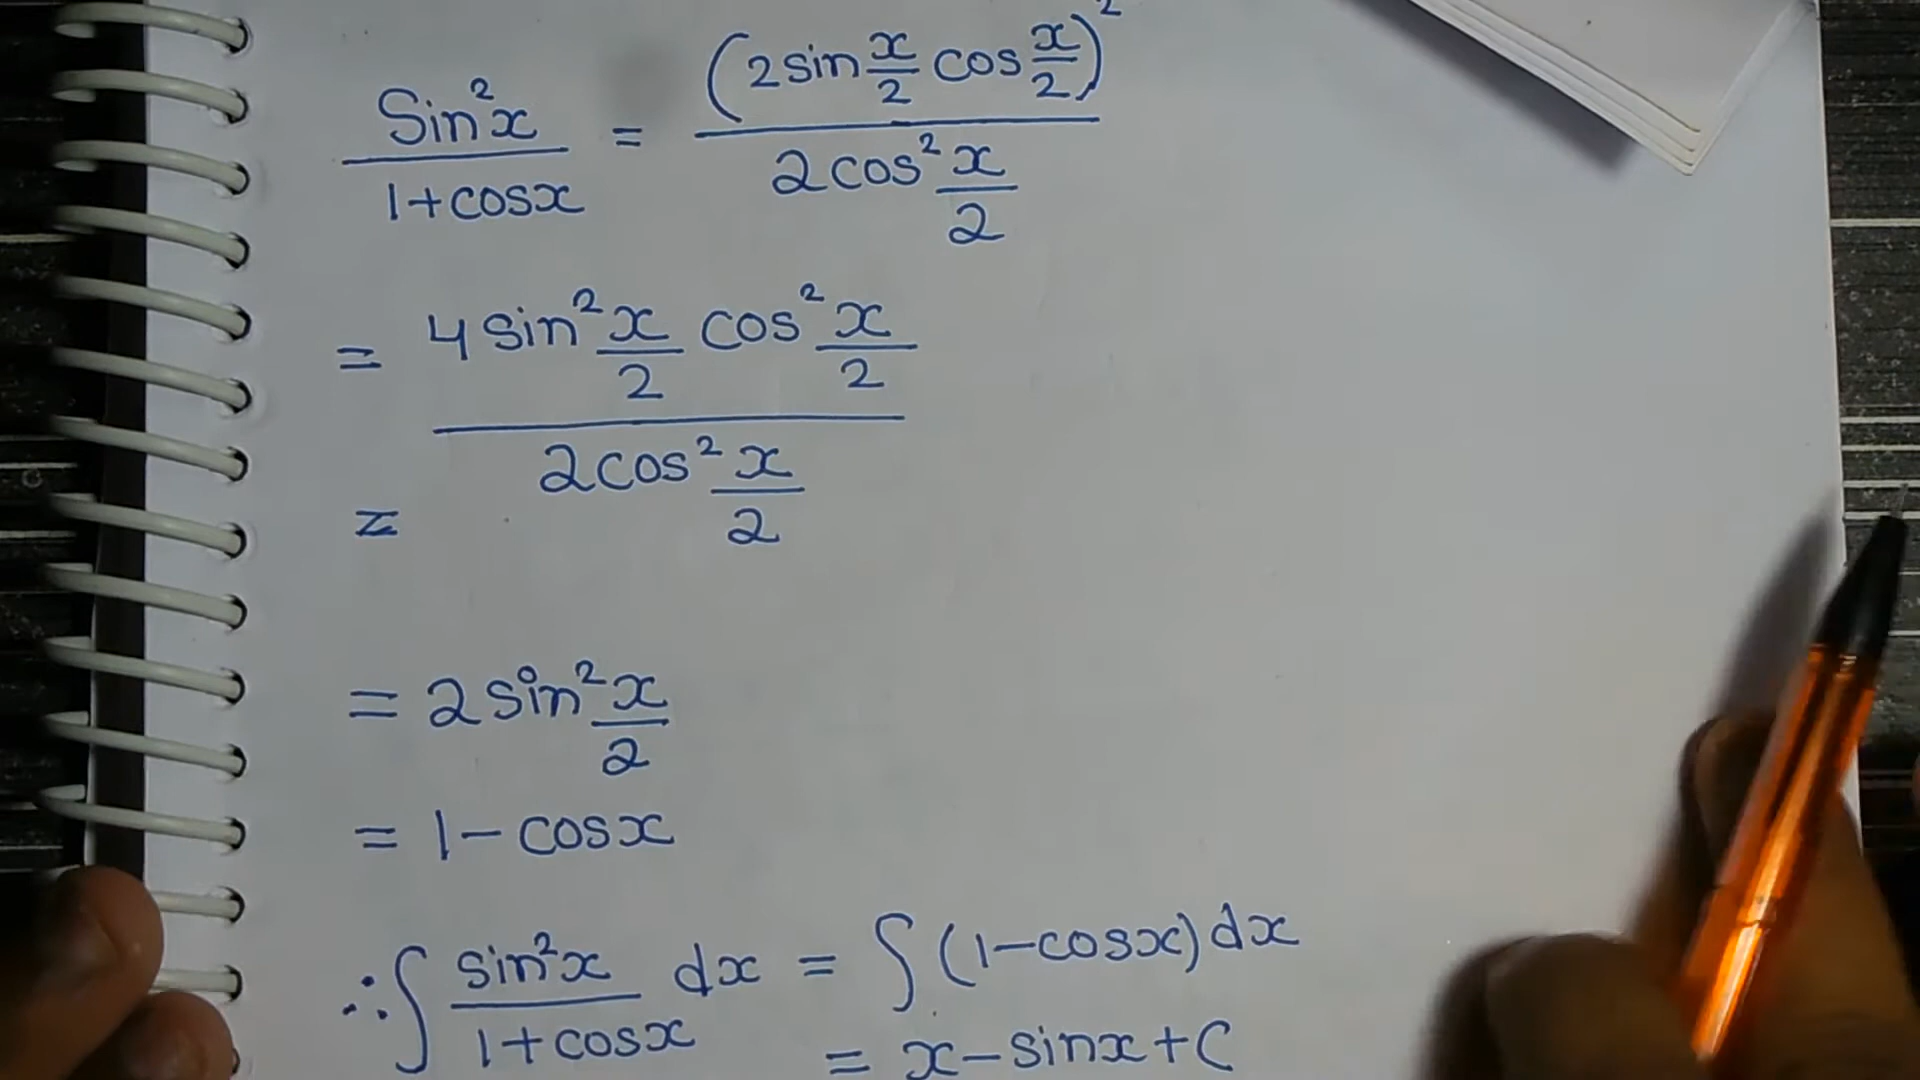 Sin²x/(1+cosx) = (2sin x/2 cos x/2)²/(2cos² x/2)
= (4sin² x/2 cos² x/2)/(2cos² x/2)
=
= 2sin² x/2
= 1-cosx
∴ ∫ sin²x/(1+cosx) dx = ∫(1-cosx)dx
= x-sinx+C